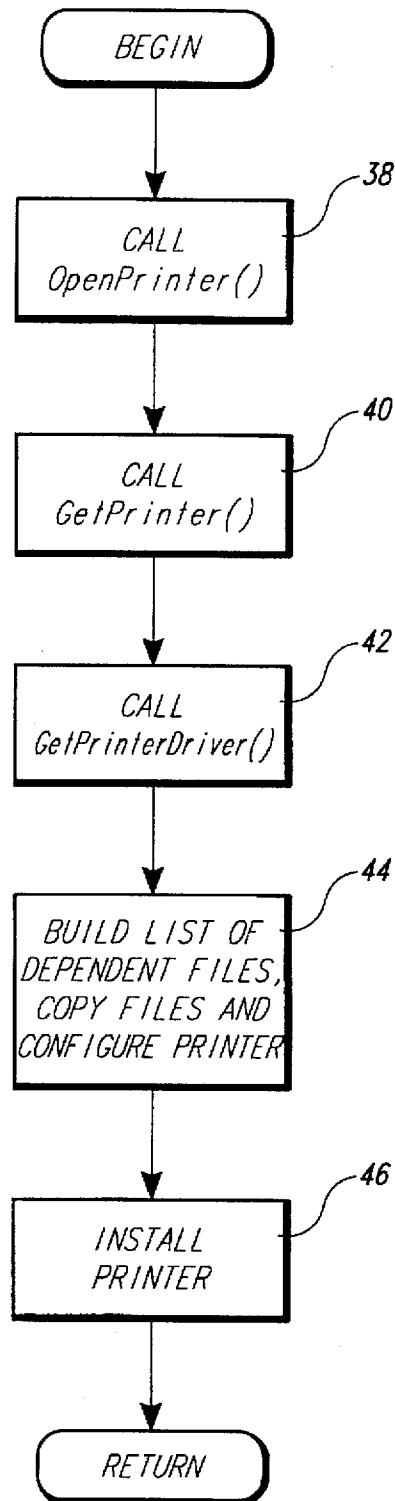 BEGIN
38
CALL
OpenPrinter()
40
CALL
GetPrinter()
42
CALL
GetPrinterDriver()
44
BUILD LIST OF
DEPENDENT FILES,
COPY FILES AND
CONFIGURE PRINTER
46
INSTALL
PRINTER
RETURN